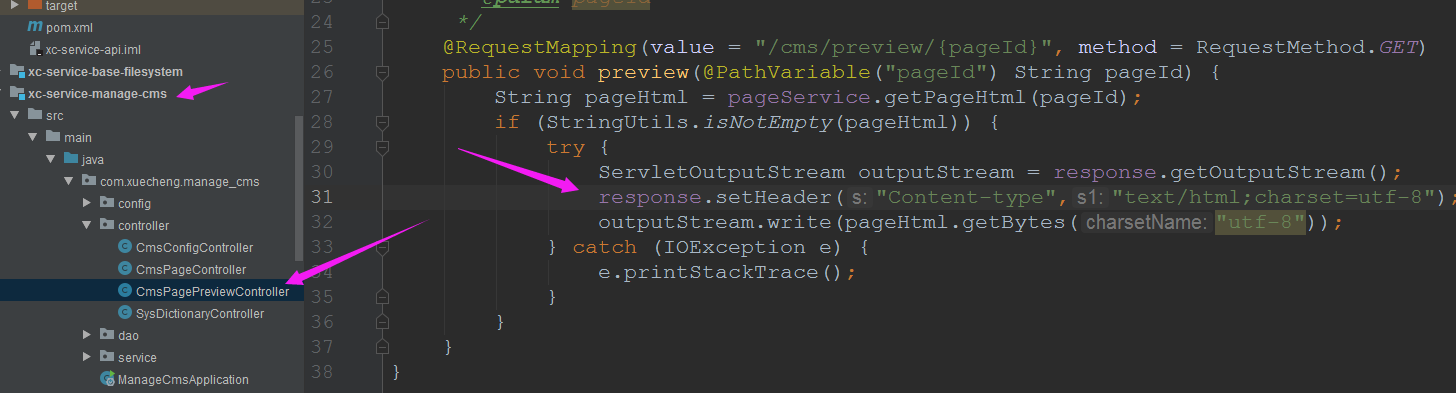 target
pom.xml
xc-service-api.iml
xc-service-base-filesystem
xc-service-manage-cms
src
main
java
com.xuecheng.manage_cms
config
controller
CmsConfigController
CmsPageController
CmsPagePreviewController
SysDictionaryController
dao
service
ManageCmsApplication
23 @param pageId
24 */
25 @RequestMapping(value = "/cms/preview/{pageId}", method = RequestMethod.GET)
26 public void preview(@PathVariable("pageId") String pageId) {
27 String pageHtml = pageService.getPageHtml(pageId);
28 if (StringUtils.isNotEmpty(pageHtml)) {
29 try {
30 ServletOutputStream outputStream = response.getOutputStream();
31 response.setHeader( s: "Content-type", s1: "text/html;charset=utf-8");
32 outputStream.write(pageHtml.getBytes( charsetName: "utf-8"));
33 } catch (IOException e) {
34 e.printStackTrace();
35 }
36 }
37 }
38 }